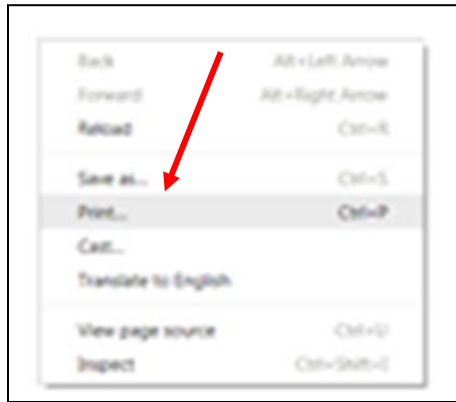 Back Alt+Left Arrow
Forward Alt+Right Arrow
Reload Ctrl+R
Save as... Ctrl+S
Print... Ctrl+P
Cast...
Translate to English
View page source Ctrl+U
Inspect Ctrl+Shift+I